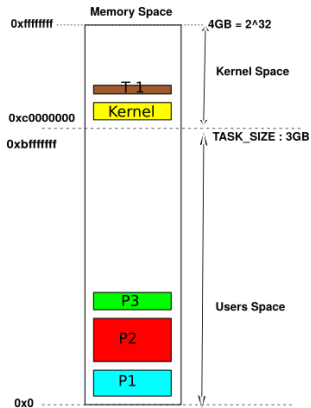 Memory Space
0xffffffff
4GB = 2^32
T 1
Kernel Space
Kernel
0xc0000000
TASK_SIZE : 3GB
0xbfffffff
P3
Users Space
P2
P1
0x0